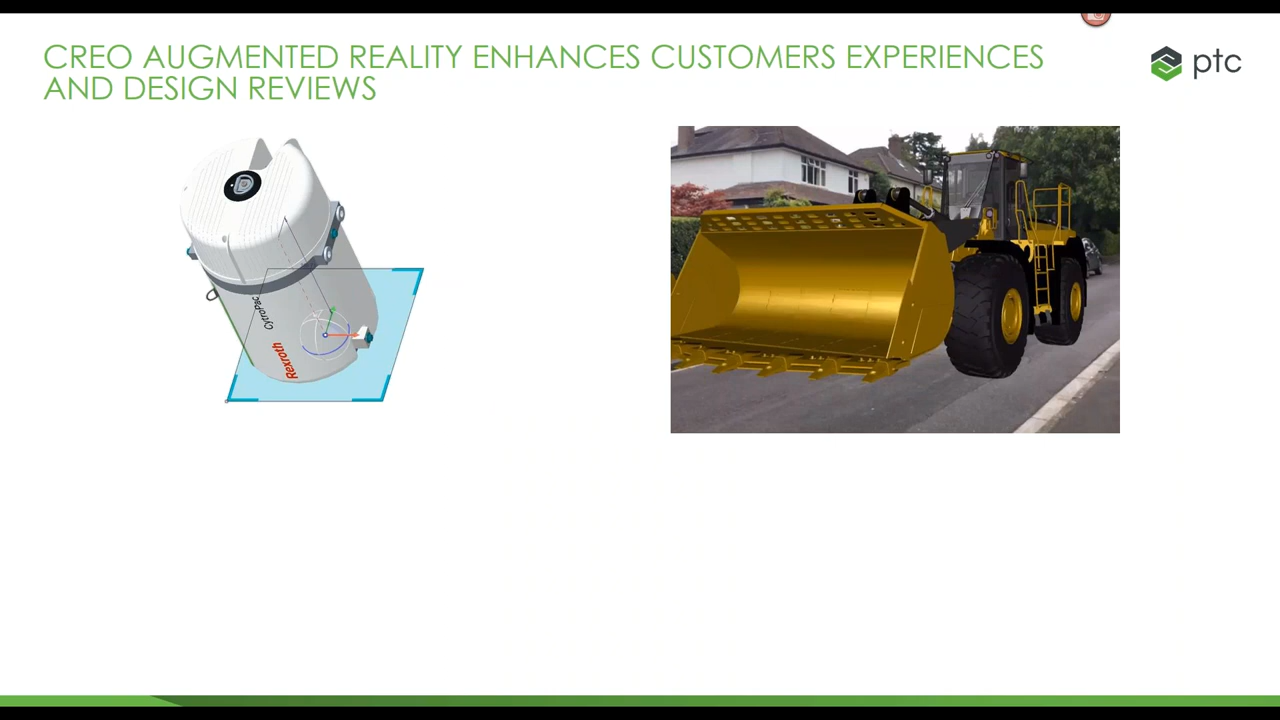 CREO AUGMENTED REALITY ENHANCES CUSTOMERS EXPERIENCES
AND DESIGN REVIEWS
ptc
CytroPac
Rexroth